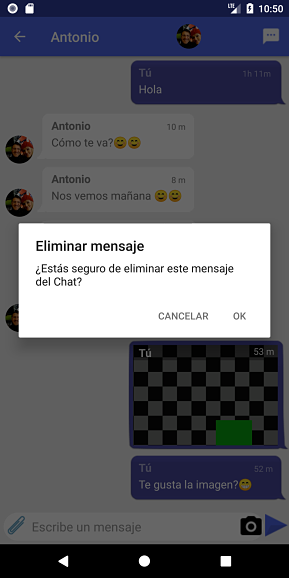 LTE 10:50
Antonio
Tú 1h 11m
Hola
Antonio 10 m
Cómo te va?😄😄
Antonio 8 m
Nos vemos mañana 😄😄
Eliminar mensaje
¿Estás seguro de eliminar este mensaje
del Chat?
CANCELAR OK
Tú 53 m
Tú 52 m
Te gusta la imagen?😁
Escribe un mensaje